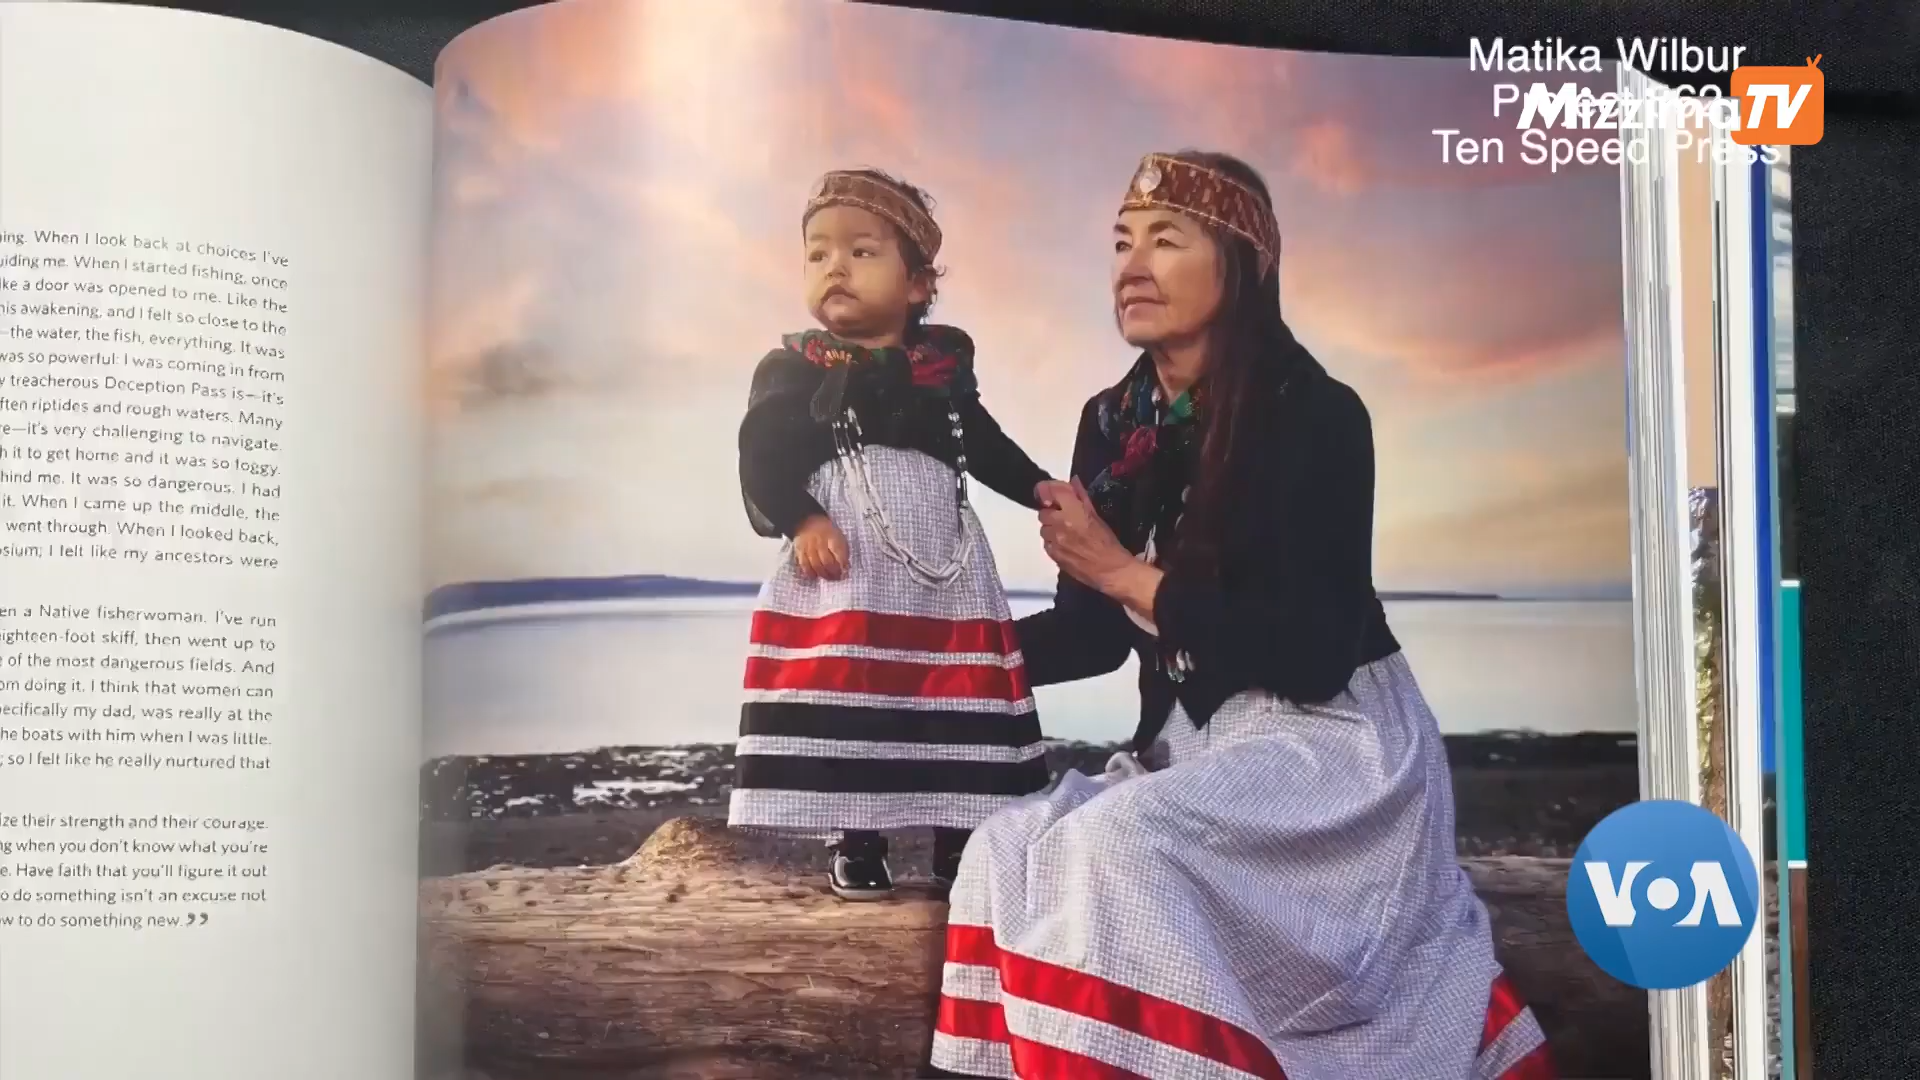 Matika Wilbur
Project 562
Ten Speed Press
Mizzima TV
ing. When I look back at choices I've
iding me. When I started fishing, once
ke a door was opened to me. Like the
his awakening, and I felt so close to the
—the water, the fish, everything. It was
was so powerful: I was coming in from
y treacherous Deception Pass is—it's
ften riptides and rough waters. Many
e—it's very challenging to navigate.
h it to get home and it was so foggy.
hind me. It was so dangerous. I had
it. When I came up the middle, the
went through. When I looked back,
sium; I felt like my ancestors were
en a Native fisherwoman. I've run
ighteen-foot skiff, then went up to
of the most dangerous fields. And
om doing it. I think that women can
ecifically my dad, was really at the
he boats with him when I was little.
; so I felt like he really nurtured that
ize their strength and their courage.
ng when you don't know what you're
e. Have faith that you'll figure it out
o do something isn't an excuse not
w to do something new.”
VOA